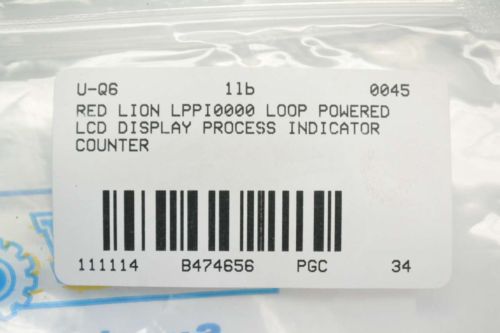 U-Q6 1lb 0045
RED LION LPPI0000 LOOP POWERED
LCD DISPLAY PROCESS INDICATOR
COUNTER
111114 B474656 PGC 34